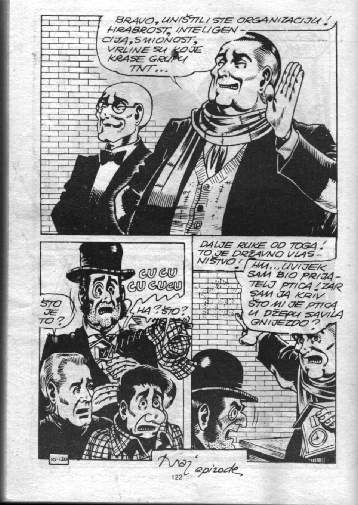 BRAVO, UNIŠTILI STE ORGANIZACIJU!
HRABROST, INTELIGEN-
CIJA, SMIONOST,
VRLINE SU KOJE
KRASE GRUPU
TNT...
CU CU
CU CUCU
ŠTO
JE
TO?
HA? ŠTO?
DALJE RUKE OD TOGA!
TO JE DRŽAVNO VLAS-
NIŠTVO!
HM... UVIJEK
SAM BIO PRIJA-
TELJ PTICA! ZAR
SAM JA KRIV
ŠTO MI JE PTICA
U DŽEPU SAVILA
GNIJEZDO?
Kraj
epizode
122